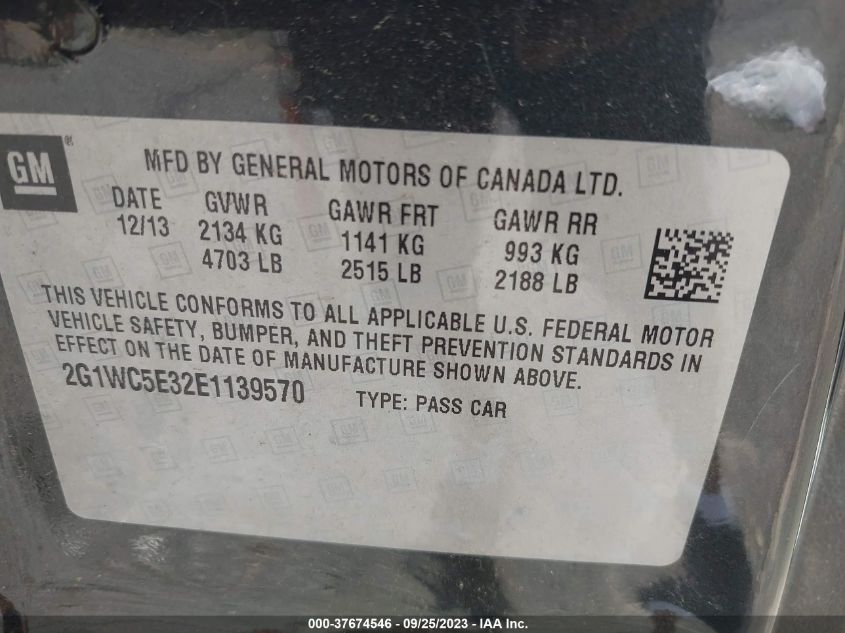 GM®
MFD BY GENERAL MOTORS OF CANADA LTD.
DATE GVWR GAWR FRT GAWR RR
12/13 2134 KG 1141 KG 993 KG
4703 LB 2515 LB 2188 LB
THIS VEHICLE CONFORMS TO ALL APPLICABLE U.S. FEDERAL MOTOR
VEHICLE SAFETY, BUMPER, AND THEFT PREVENTION STANDARDS IN
EFFECT ON THE DATE OF MANUFACTURE SHOWN ABOVE.
2G1WC5E32E1139570 TYPE: PASS CAR
000-37674546 - 09/25/2023 - IAA Inc.